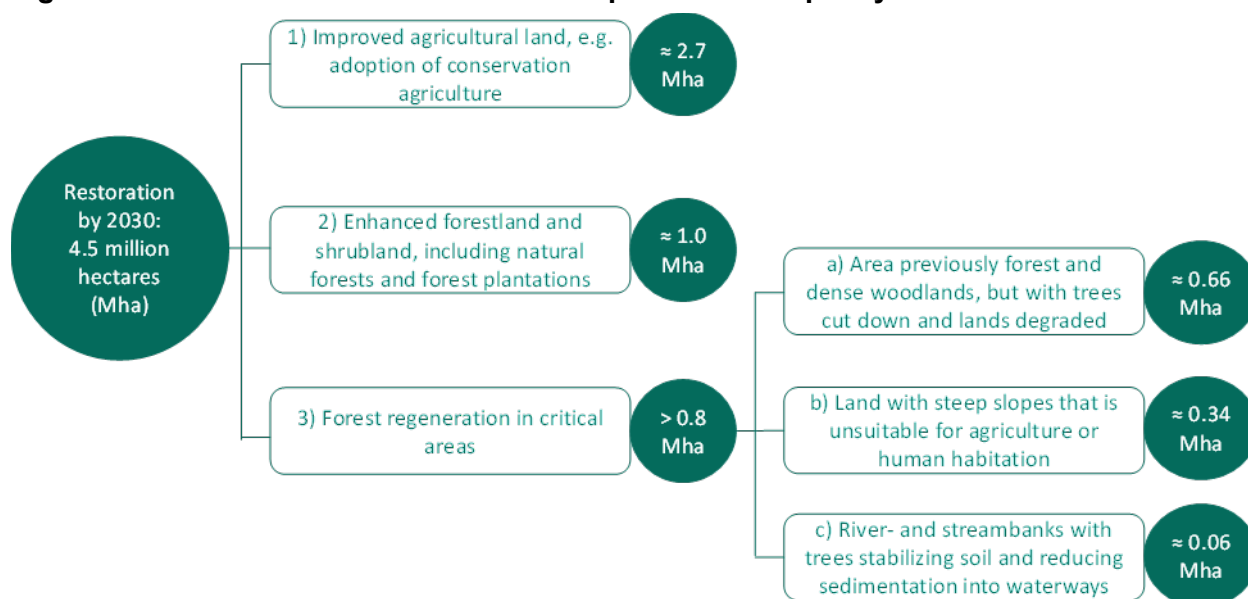 1) Improved agricultural land, e.g.
adoption of conservation
agriculture
≈ 2.7
Mha
Restoration
by 2030:
4.5 million
hectares
(Mha)
2) Enhanced forestland and
shrubland, including natural
forests and forest plantations
≈ 1.0
Mha
3) Forest regeneration in critical
areas
> 0.8
Mha
a) Area previously forest and
dense woodlands, but with trees
cut down and lands degraded
≈ 0.66
Mha
b) Land with steep slopes that is
unsuitable for agriculture or
human habitation
≈ 0.34
Mha
c) River- and streambanks with
trees stabilizing soil and reducing
sedimentation into waterways
≈ 0.06
Mha